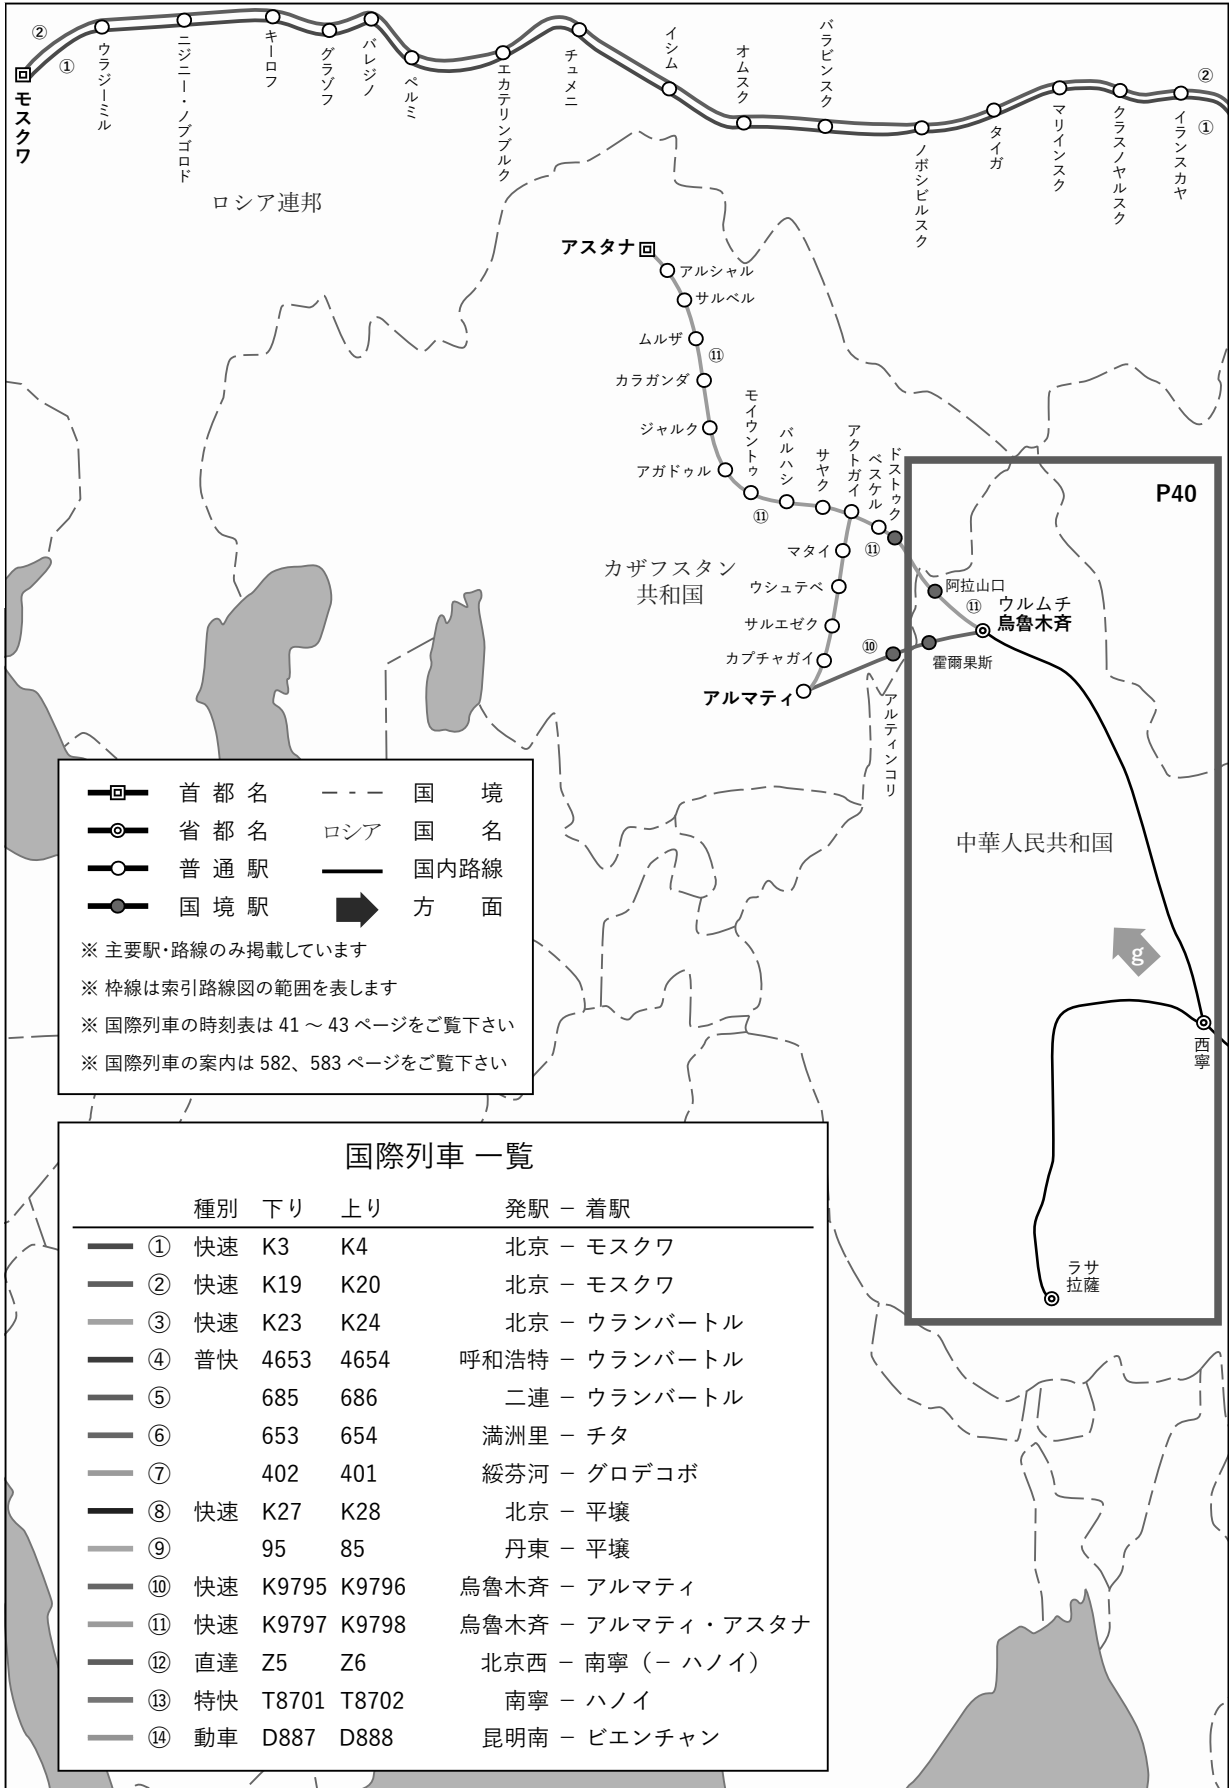 ②
①
モスクワ
ウラジーミル
ニジニー・ノブゴロド
キーロフ
グラゾフ
バレジノ
ペルミ
エカテリンブルク
チュメニ
イシム
オムスク
バラビンスク
ノボシビルスク
タイガ
マリインスク
クラスノヤルスク
イランスカヤ
②
①
ロシア連邦
アスタナ
アルシャル
サルベル
ムルザ
⑪
カラガンダ
ジャルク
アガドゥル
モイウントゥ
バルハシ
サヤク
アクトガイ
ベスケル
ドストゥク
⑪
⑪
P40
マタイ
ウシュテベ
サルエゼク
カプチャガイ
アルマティ
⑩
アルティンコリ
カザフスタン
共和国
阿拉山口
⑪
ウルムチ
烏魯木斉
霍爾果斯
中華人民共和国
g
西寧
ラサ
拉薩
首都名 国境
省都名 ロシア 国名
普通駅 国内路線
国境駅 方面
※ 主要駅・路線のみ掲載しています
※ 枠線は索引路線図の範囲を表します
※ 国際列車の時刻表は 41 〜 43 ページをご覧下さい
※ 国際列車の案内は 582、583 ページをご覧下さい
国際列車 一覧
種別 下り 上り 発駅 − 着駅
① 快速 K3 K4 北京 − モスクワ
② 快速 K19 K20 北京 − モスクワ
③ 快速 K23 K24 北京 − ウランバートル
④ 普快 4653 4654 呼和浩特 − ウランバートル
⑤ 685 686 二連 − ウランバートル
⑥ 653 654 満洲里 − チタ
⑦ 402 401 綏芬河 − グロデコボ
⑧ 快速 K27 K28 北京 − 平壌
⑨ 95 85 丹東 − 平壌
⑩ 快速 K9795 K9796 烏魯木斉 − アルマティ
⑪ 快速 K9797 K9798 烏魯木斉 − アルマティ・アスタナ
⑫ 直達 Z5 Z6 北京西 − 南寧（− ハノイ）
⑬ 特快 T8701 T8702 南寧 − ハノイ
⑭ 動車 D887 D888 昆明南 − ビエンチャン